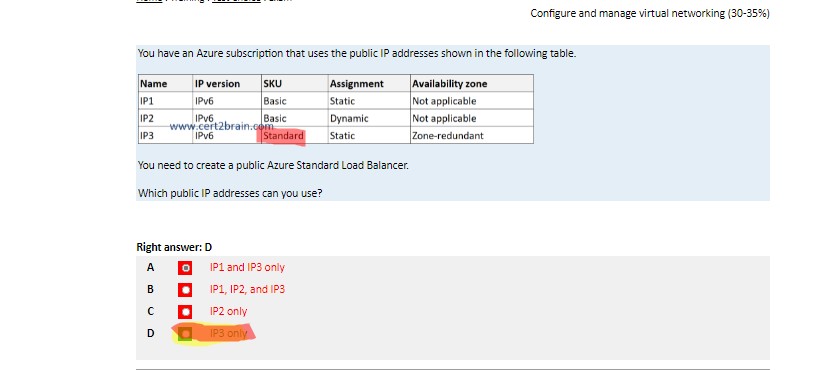 Configure and manage virtual networking (30-35%)
You have an Azure subscription that uses the public IP addresses shown in the following table.
Name IP version SKU Assignment Availability zone
IP1 IPv6 Basic Static Not applicable
IP2 IPv6 Basic Dynamic Not applicable
www.cert2brain.com
IP3 IPv6 Standard Static Zone-redundant
You need to create a public Azure Standard Load Balancer.
Which public IP addresses can you use?
Right answer: D
A IP1 and IP3 only
B IP1, IP2, and IP3
C IP2 only
D IP3 only